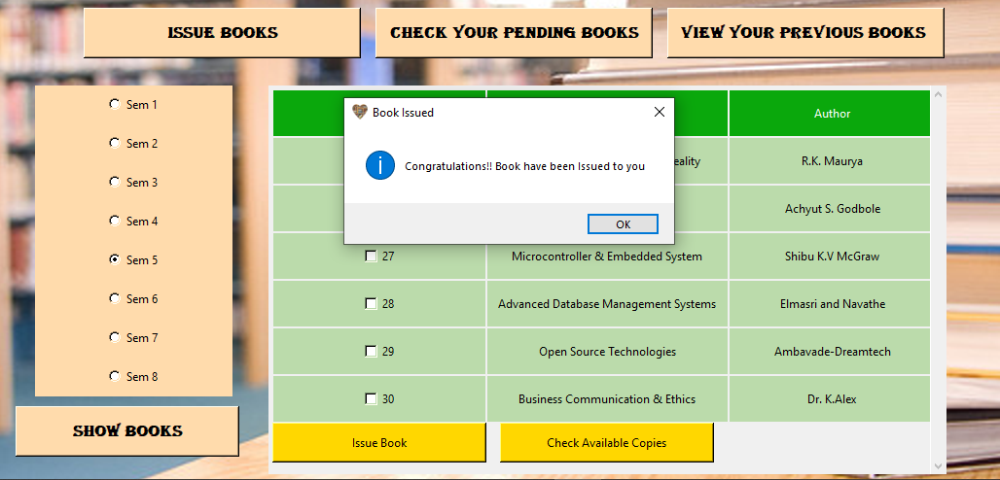 ISSUE BOOKS
CHECK YOUR PENDING BOOKS
VIEW YOUR PREVIOUS BOOKS
Sem 1
Sem 2
Sem 3
Sem 4
Sem 5
Sem 6
Sem 7
Sem 8
SHOW BOOKS
Book Issued
Congratulations!! Book have been Issued to you
OK
Author
R.K. Maurya
Achyut S. Godbole
27 Microcontroller & Embedded System Shibu K.V McGraw
28 Advanced Database Management Systems Elmasri and Navathe
29 Open Source Technologies Ambavade-Dreamtech
30 Business Communication & Ethics Dr. K.Alex
Issue Book
Check Available Copies